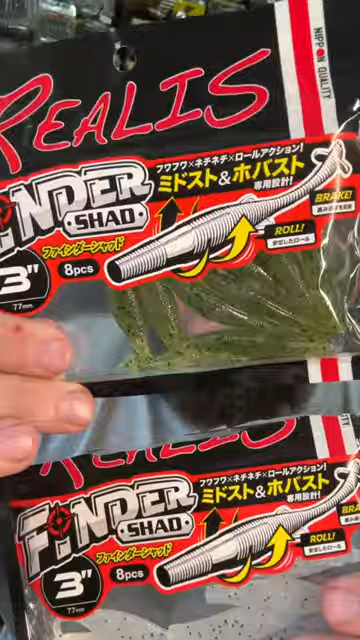 REALIS
NIPPON QUALITY
フワフワ×ネチネチ×ロールアクション!
ミドスト&ホバスト
専用設計!
FINDER
SHAD
ファインダーシャッド
BRAKE!
ROLL!
安定したロール
3"
8pcs
77mm
REALIS
フワフワ×ネチネチ×ロールアクション!
ミドスト&ホバスト
専用設計!
FINDER
SHAD
ファインダーシャッド
BRA
ROLL!
安定したロール
3"
8pcs
77mm